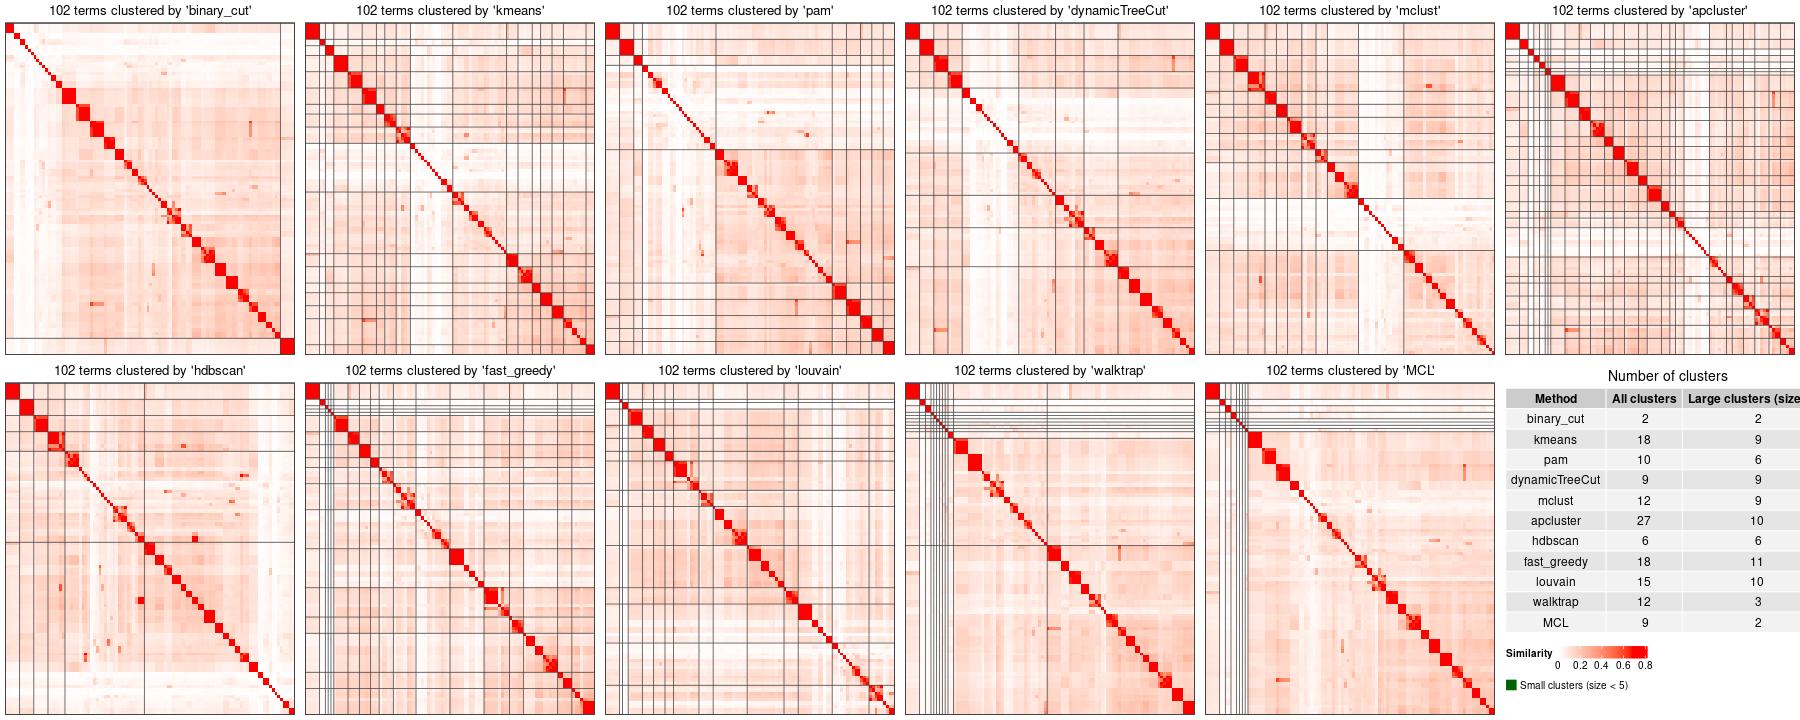 102 terms clustered by 'binary_cut'
102 terms clustered by 'kmeans'
102 terms clustered by 'pam'
102 terms clustered by 'dynamicTreeCut'
102 terms clustered by 'mclust'
102 terms clustered by 'apcluster'
102 terms clustered by 'hdbscan'
102 terms clustered by 'fast_greedy'
102 terms clustered by 'louvain'
102 terms clustered by 'walktrap'
102 terms clustered by 'MCL'
Number of clusters
Method All clusters Large clusters (size
binary_cut 2 2
kmeans 18 9
pam 10 6
dynamicTreeCut 9 9
mclust 12 9
apcluster 27 10
hdbscan 6 6
fast_greedy 18 11
louvain 15 10
walktrap 12 3
MCL 9 2
Similarity
0 0.2 0.4 0.6 0.8
Small clusters (size < 5)